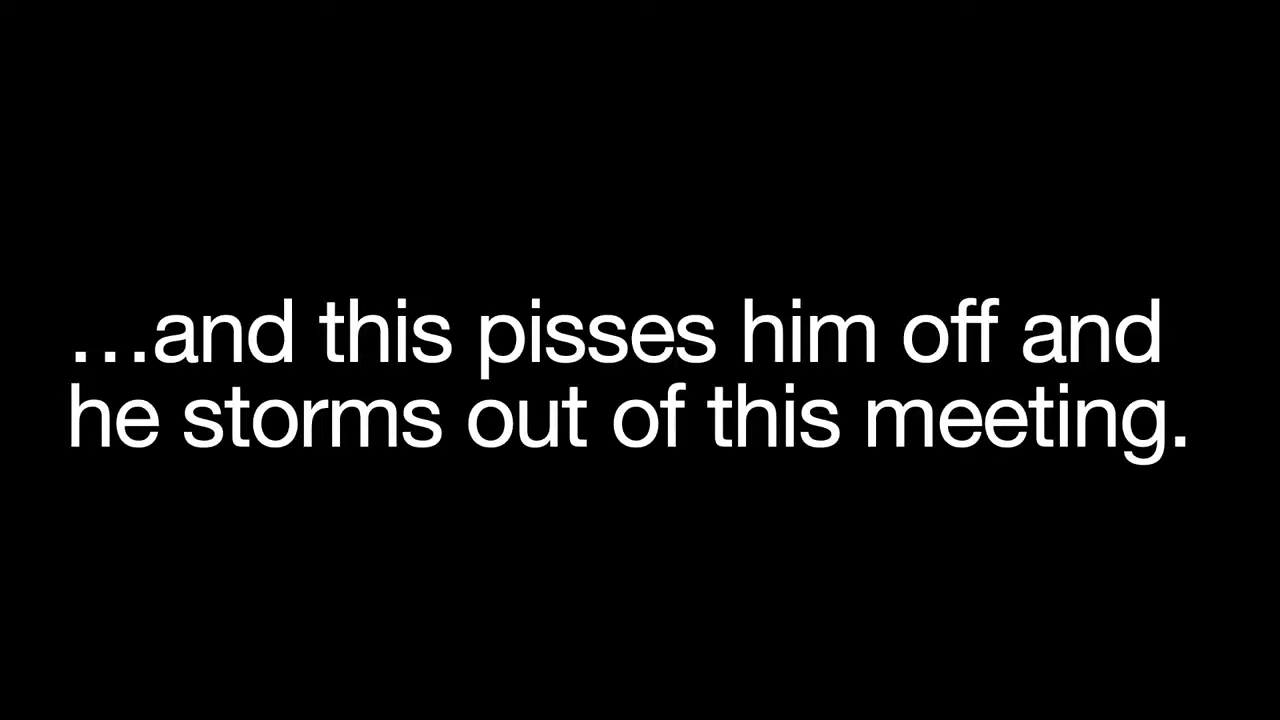 …and this pisses him off and
he storms out of this meeting.